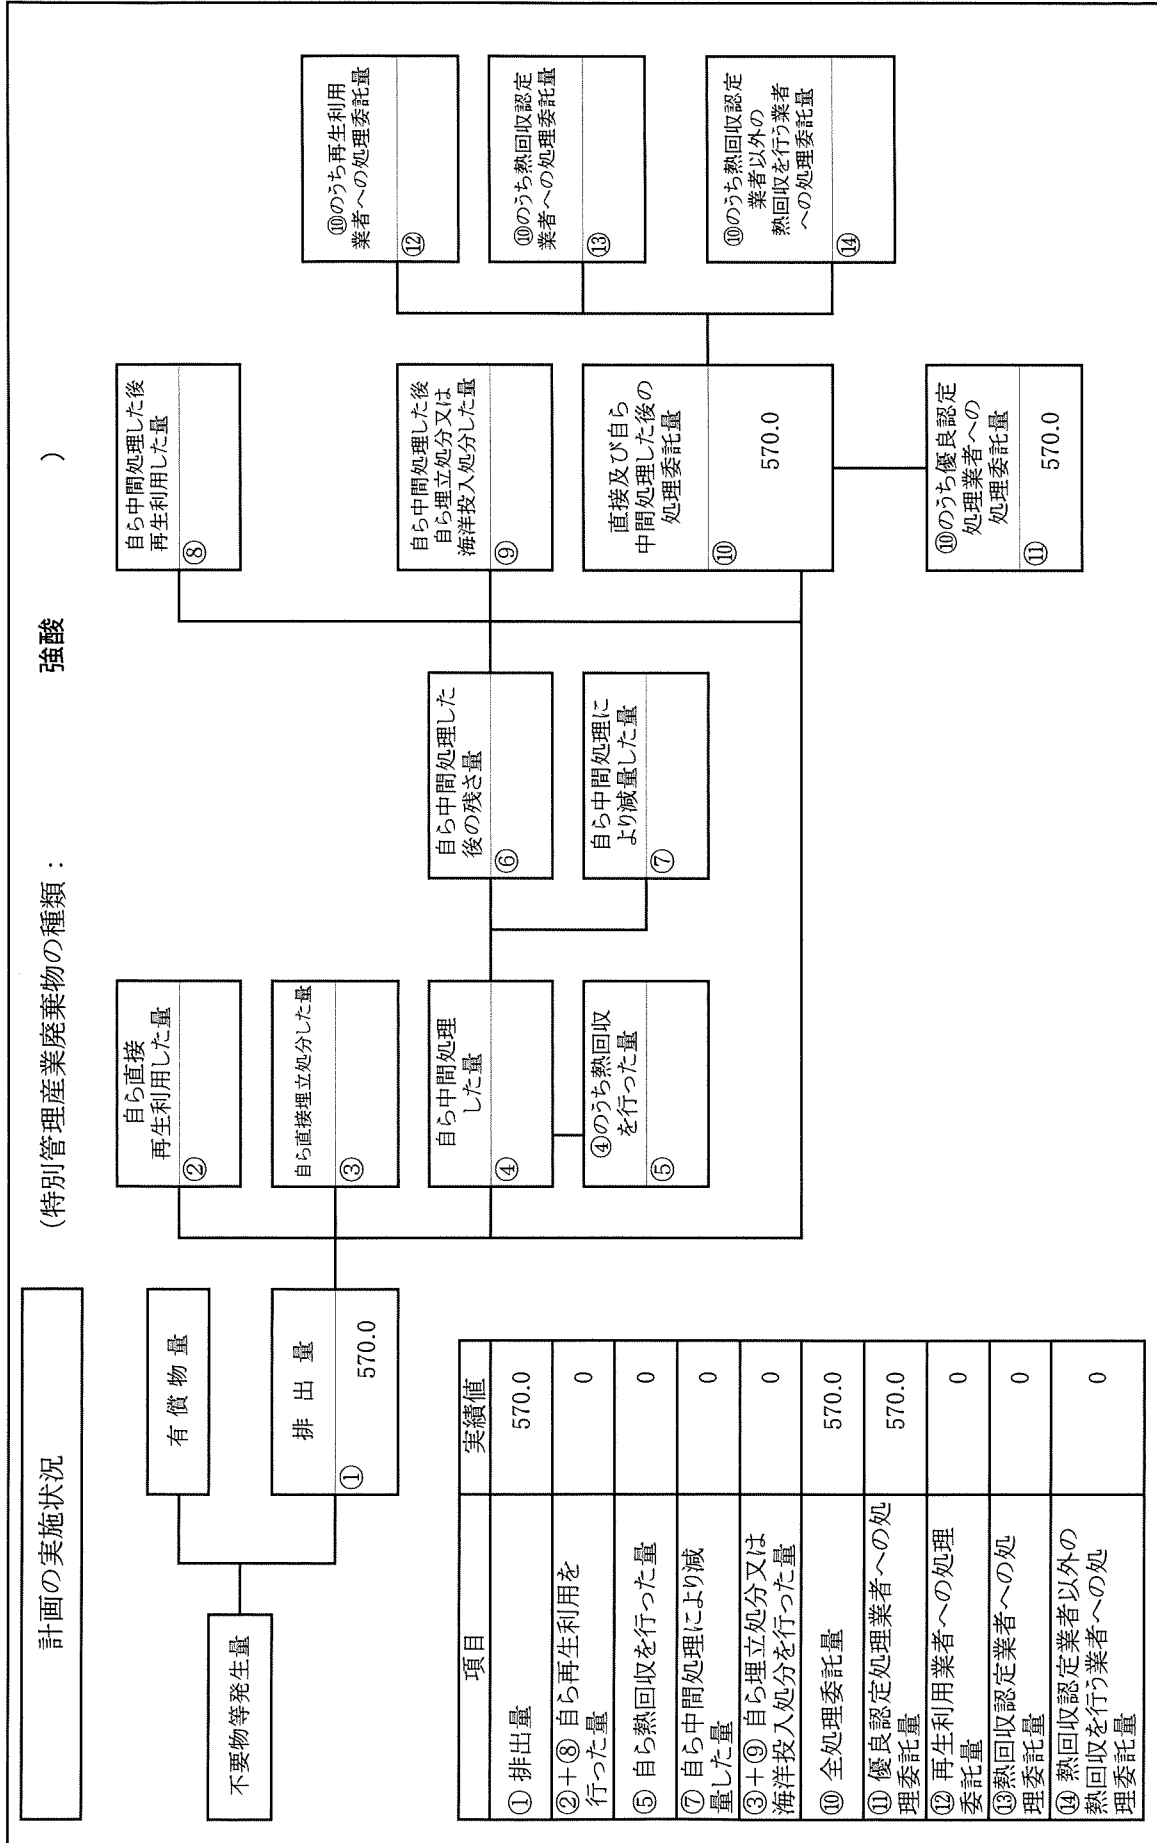 計画の実施状況
(特別管理産業廃棄物の種類： 強酸 )
不要物等発生量
有 償 物 量
排 出 量
①
570.0
自ら直接
再生利用した量
②
自ら直接埋立処分した量
③
自ら中間処理
した量
④
④のうち熱回収
を行った量
⑤
自ら中間処理した
後の残さ量
⑥
自ら中間処理に
より減量した量
⑦
自ら中間処理した後
再生利用した量
⑧
自ら中間処理した後
自ら埋立処分又は
海洋投入処分した量
⑨
直接及び自ら
中間処理した後の
処理委託量
⑩
570.0
⑩のうち優良認定
処理業者への
処理委託量
⑪
570.0
⑩のうち再生利用
業者への処理委託量
⑫
⑩のうち熱回収認定
業者への処理委託量
⑬
⑩のうち熱回収認定
業者以外の
熱回収を行う業者
への処理委託量
⑭
項目 実績値
① 排出量 570.0
②＋⑧ 自ら再生利用を
行った量 0
⑤ 自ら熱回収を行った量 0
⑦ 自ら中間処理により減
量した量 0
③＋⑨ 自ら埋立処分又は
海洋投入処分を行った量 0
⑩ 全処理委託量 570.0
⑪ 優良認定処理業者への処
理委託量 570.0
⑫ 再生利用業者への処理
委託量 0
⑬熱回収認定業者への処
理委託量 0
⑭ 熱回収認定業者以外の
熱回収を行う業者への処
理委託量 0